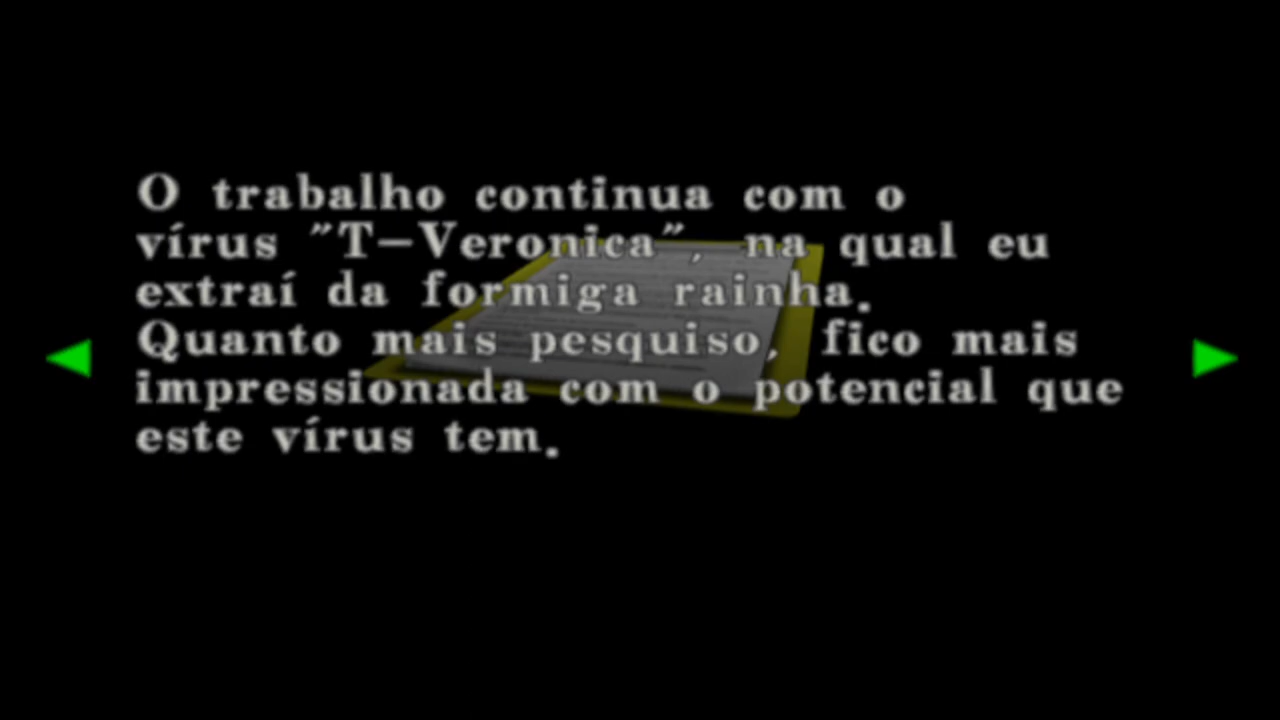 O trabalho continua com o
vírus "T-Veronica", na qual eu
extraí da formiga rainha.
Quanto mais pesquiso, fico mais
impressionada com o potencial que
este vírus tem.